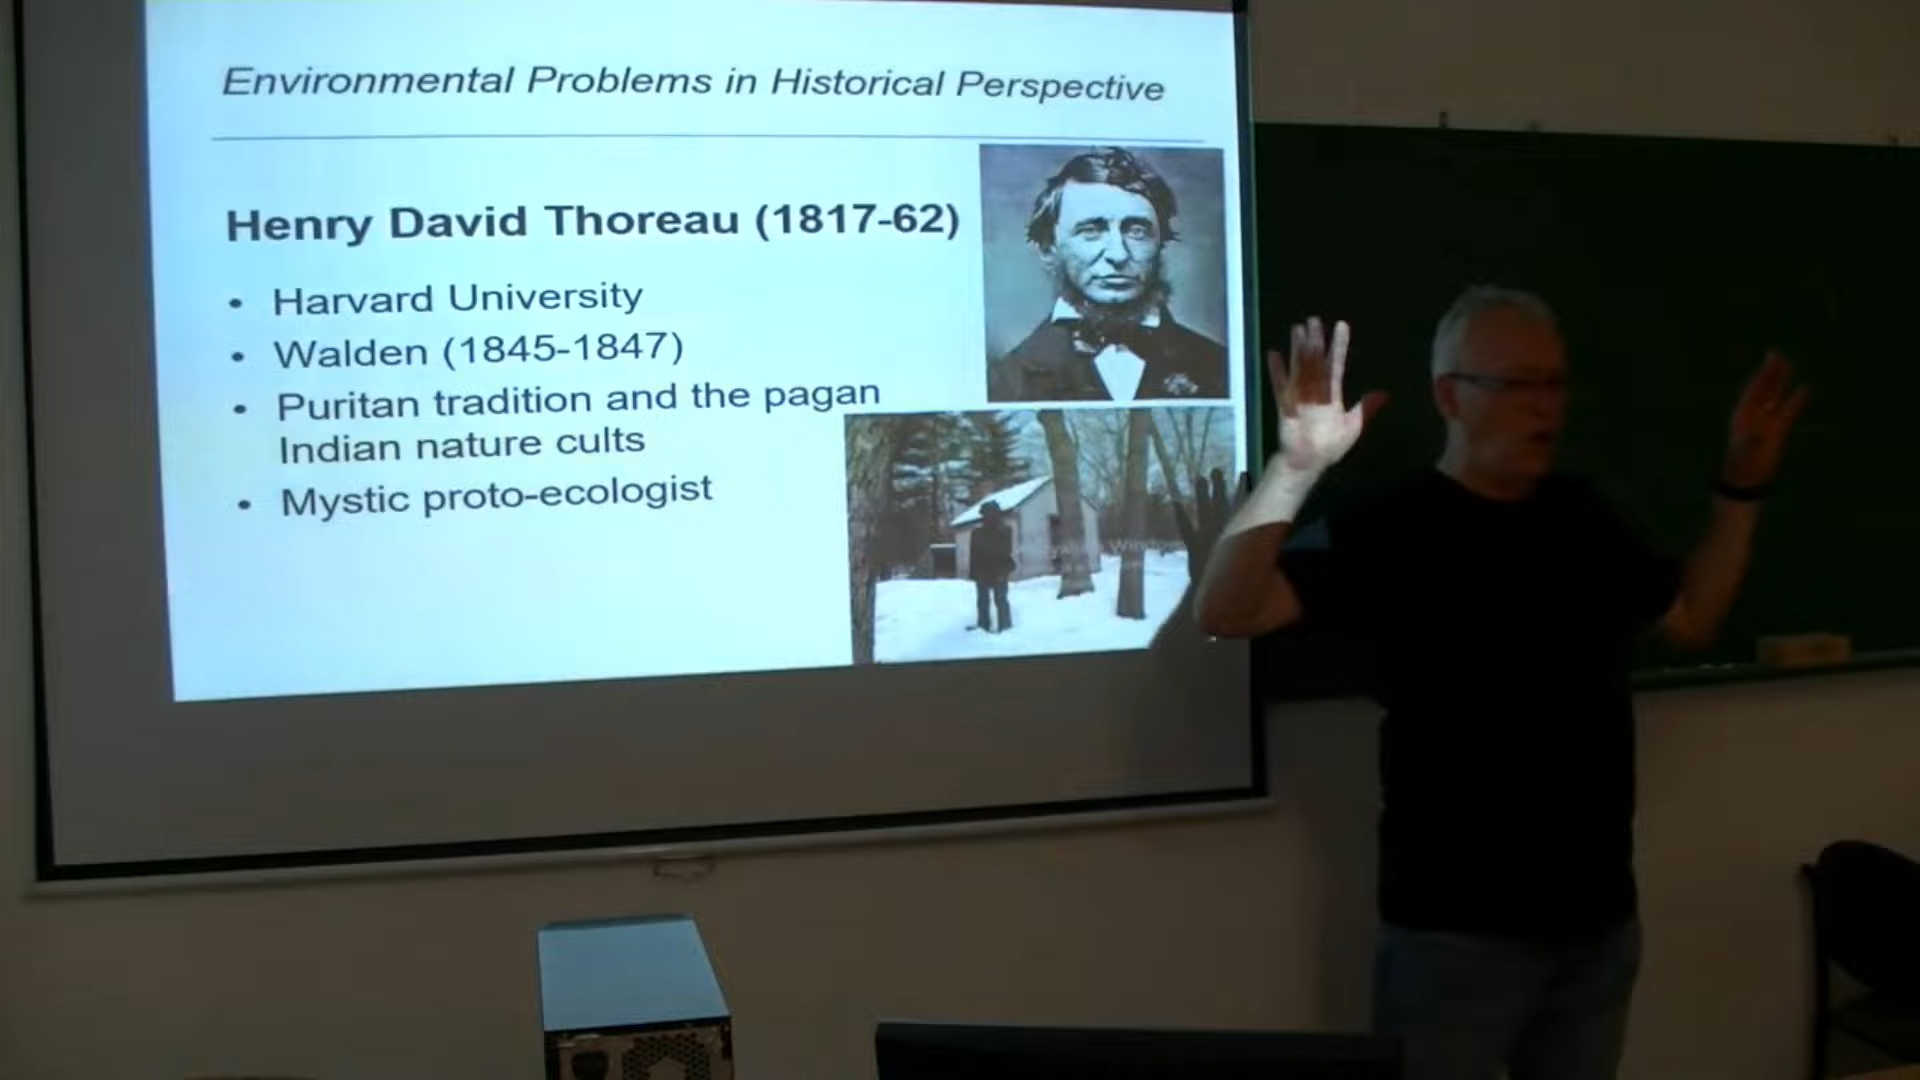 Environmental Problems in Historical Perspective
Henry David Thoreau (1817-62)
• Harvard University
• Walden (1845-1847)
• Puritan tradition and the pagan
Indian nature cults
• Mystic proto-ecologist